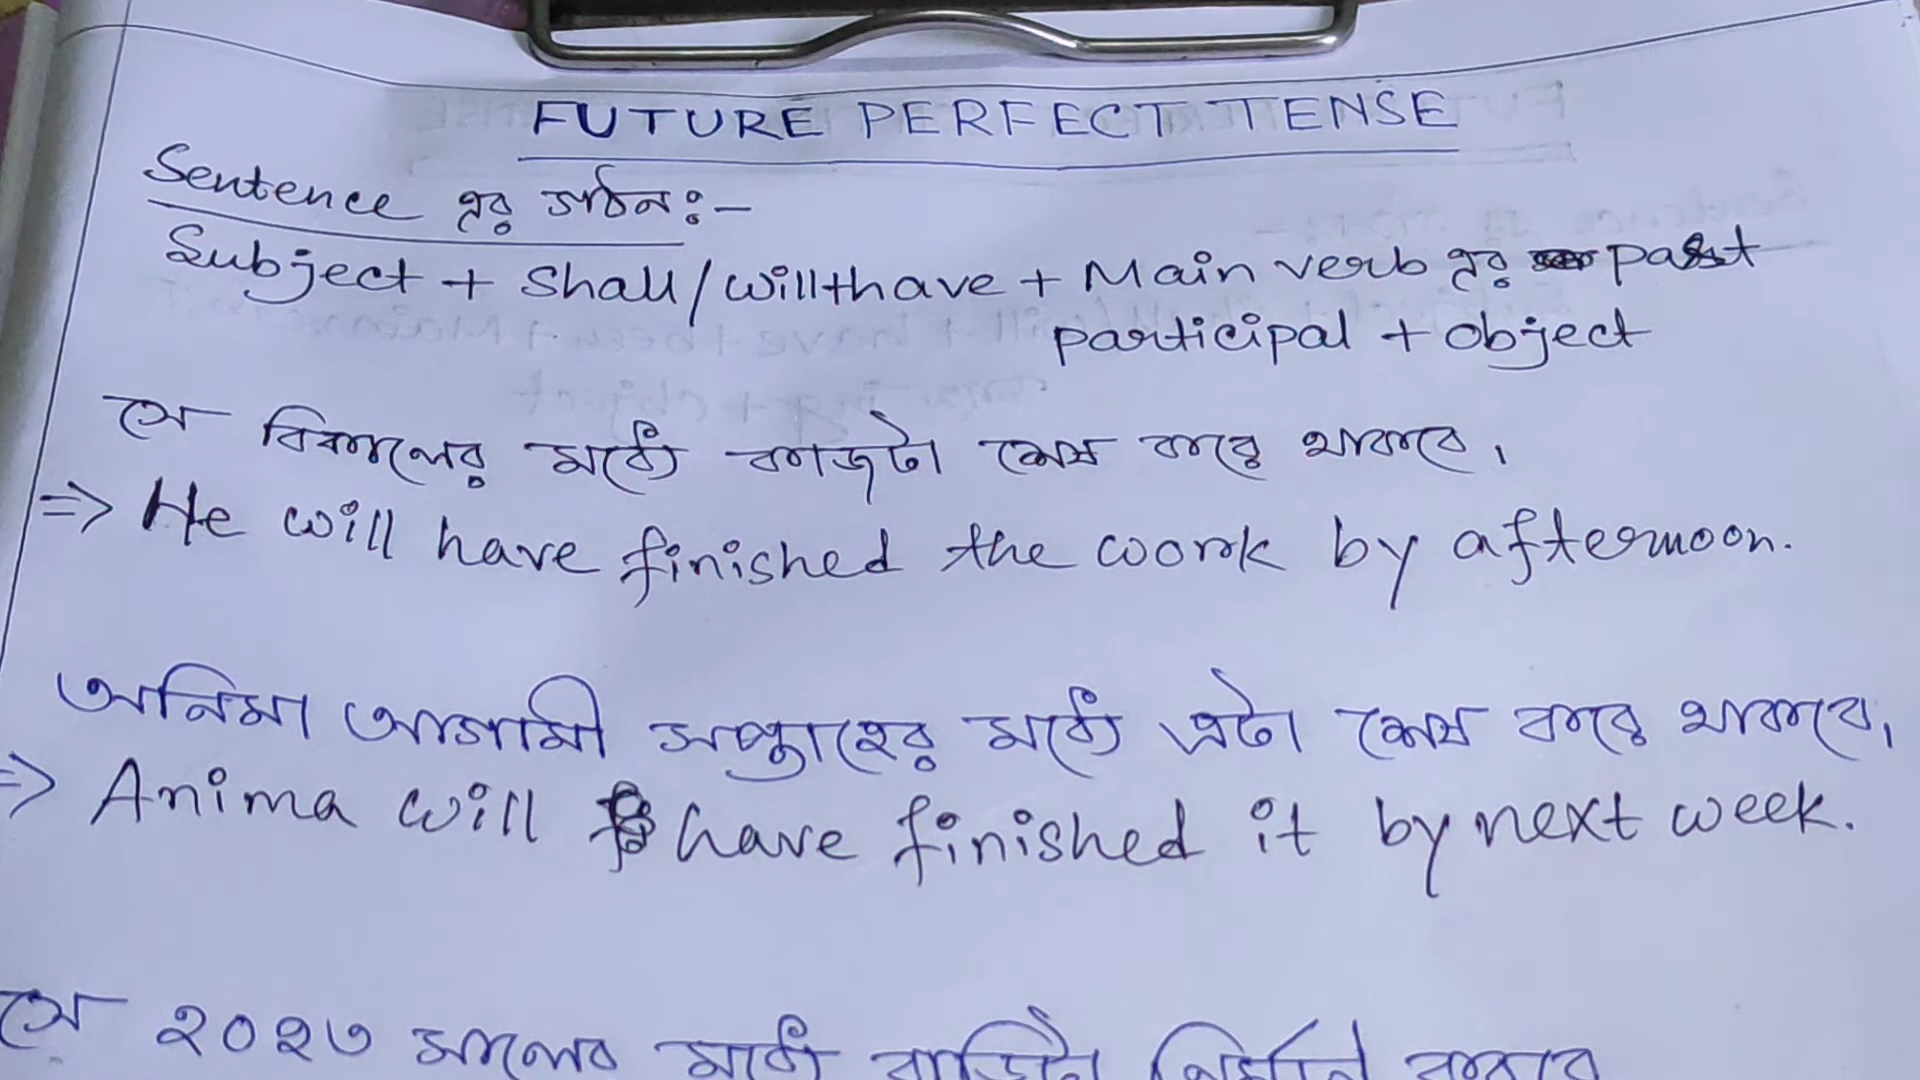 FUTURE PERFECT TENSE
Sentence এর গঠন:-
Subject + Shall/will+have + Main verb এর past
participal + object
সে বিকালের মধ্যে কাজটা শেষ করে থাকবে।
=> He will have finished the work by afternoon.
অনিমা আগামী সপ্তাহের মধ্যে এটা শেষ করে থাকবে।
=> Anima will have finished it by next week.
সে ২০২৩ সালের মধ্যে বাড়িটা নির্মান করবে